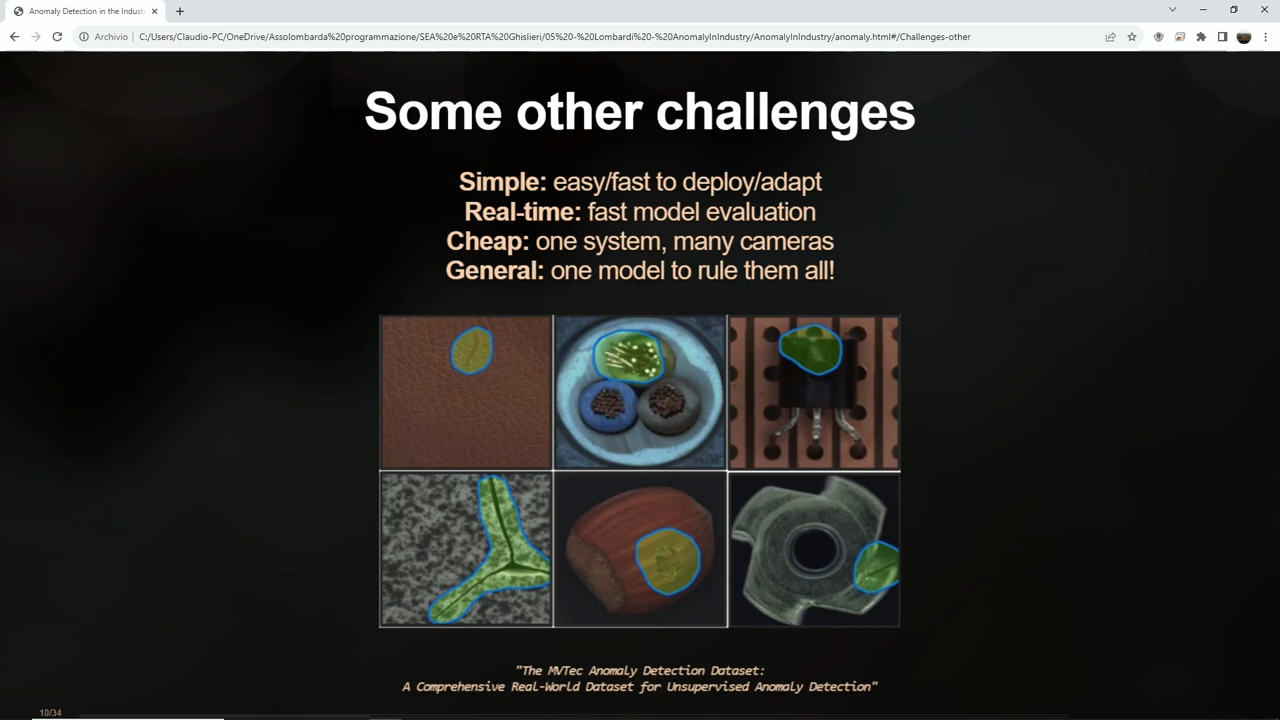 Anomaly Detection in the Indust
Archivio
C:/Users/Claudio-PC/OneDrive/Assolombarda%20programmazione/SEA%20e%20RTA%20Ghislieri/05%20-%20Lombardi%20-%20AnomalyInIndustry/AnomalyInIndustry/anomaly.html#/Challenges-other
Some other challenges
Simple: easy/fast to deploy/adapt
Real-time: fast model evaluation
Cheap: one system, many cameras
General: one model to rule them all!
"The MVTec Anomaly Detection Dataset:
A Comprehensive Real-World Dataset for Unsupervised Anomaly Detection"
10/34